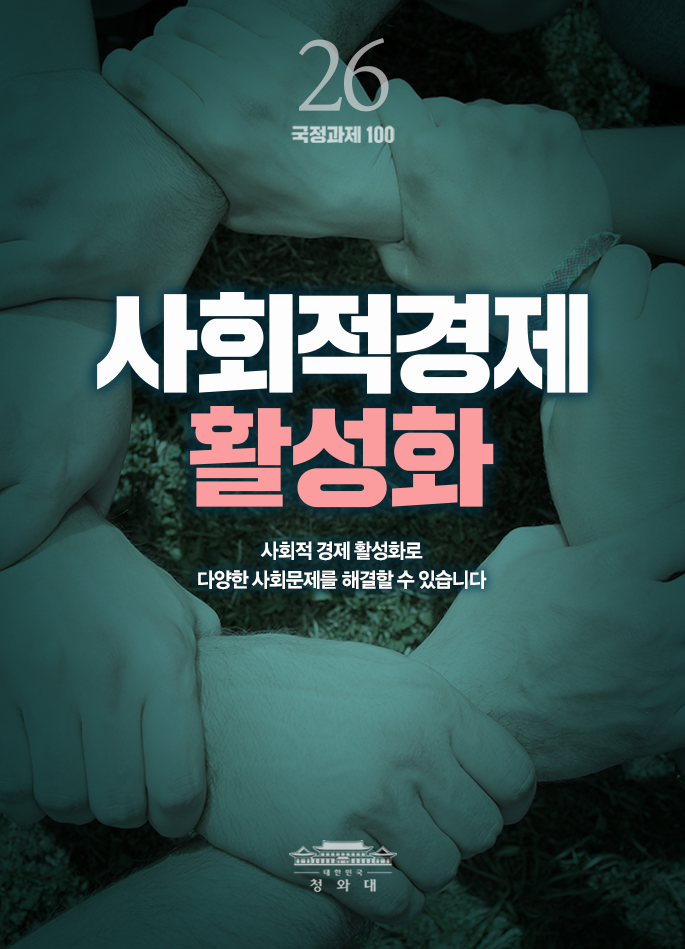 26
국정과제 100
사회적경제
활성화
사회적 경제 활성화로
다양한 사회문제를 해결할 수 있습니다
대한민국
청와대